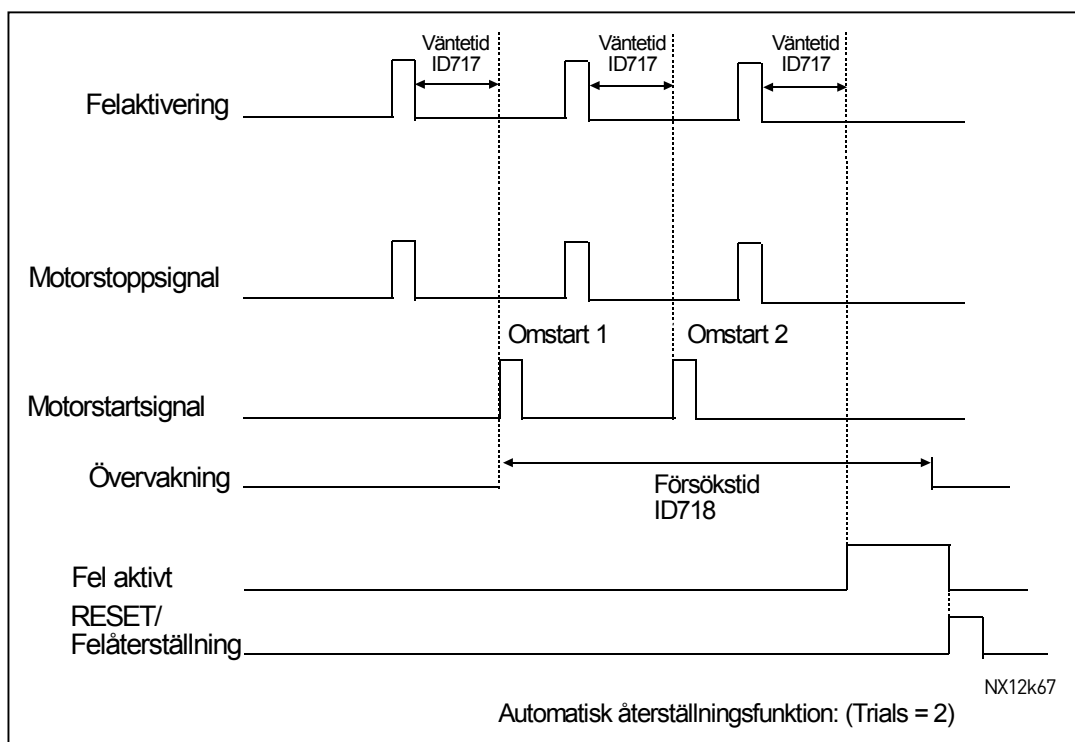 Väntetid
ID717
Väntetid
ID717
Väntetid
ID717
Felaktivering
Motorstoppsignal
Omstart 1
Omstart 2
Motorstartsignal
Övervakning
Försökstid
ID718
Fel aktivt
RESET/
Felåterställning
NX12k67
Automatisk återställningsfunktion: (Trials = 2)